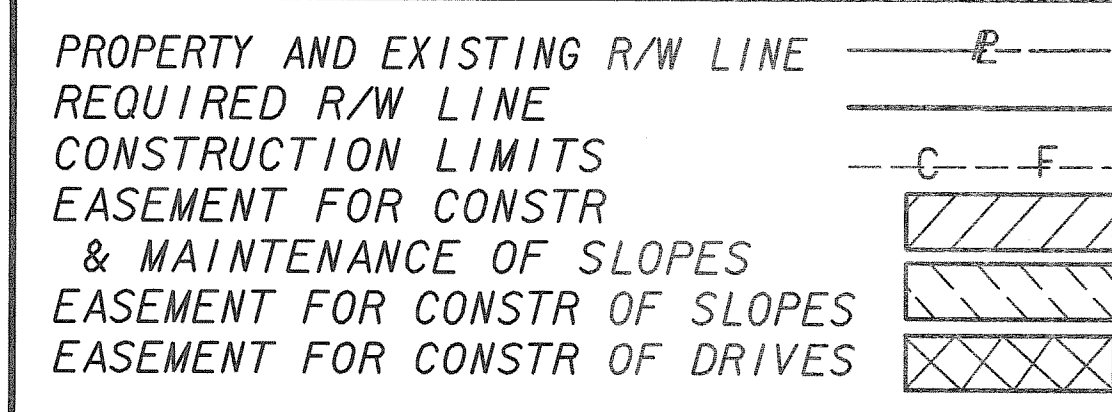 PROPERTY AND EXISTING R/W LINE ℙL
REQUIRED R/W LINE
CONSTRUCTION LIMITS C F
EASEMENT FOR CONSTR
& MAINTENANCE OF SLOPES
EASEMENT FOR CONSTR OF SLOPES
EASEMENT FOR CONSTR OF DRIVES